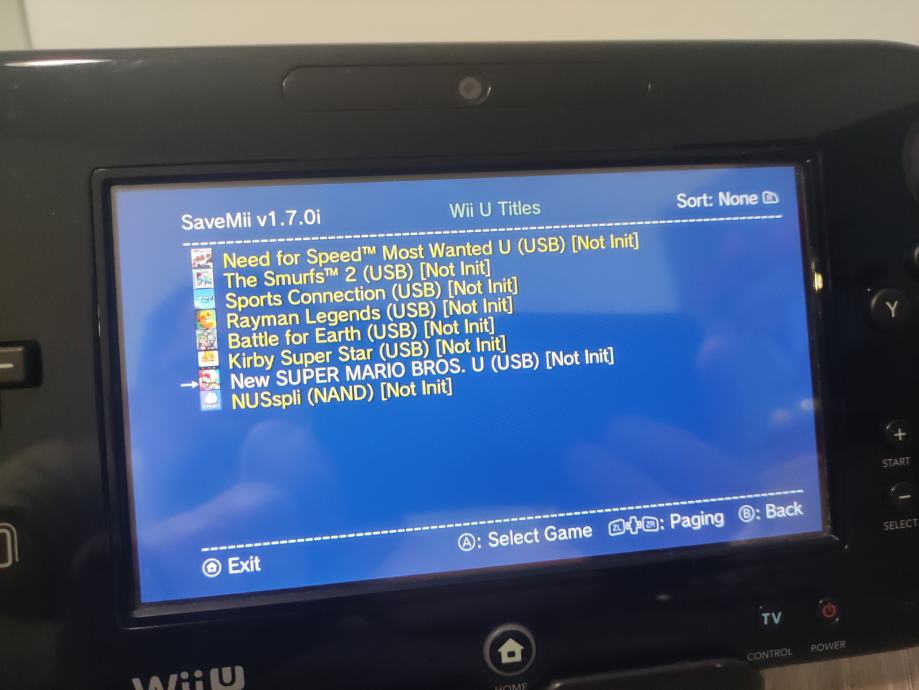 SaveMii v1.7.0i
Wii U Titles
Sort: None R
Need for Speed™ Most Wanted U (USB) [Not Init]
The Smurfs™ 2 (USB) [Not Init]
Sports Connection (USB) [Not Init]
Rayman Legends (USB) [Not Init]
Battle for Earth (USB) [Not Init]
Kirby Super Star (USB) [Not Init]
→ New SUPER MARIO BROS. U (USB) [Not Init]
NUSspli (NAND) [Not Init]
Exit
A: Select Game ZL ZR: Paging B: Back
Y
+
START
−
SELECT
TV
CONTROL
POWER
HOME
Wii U